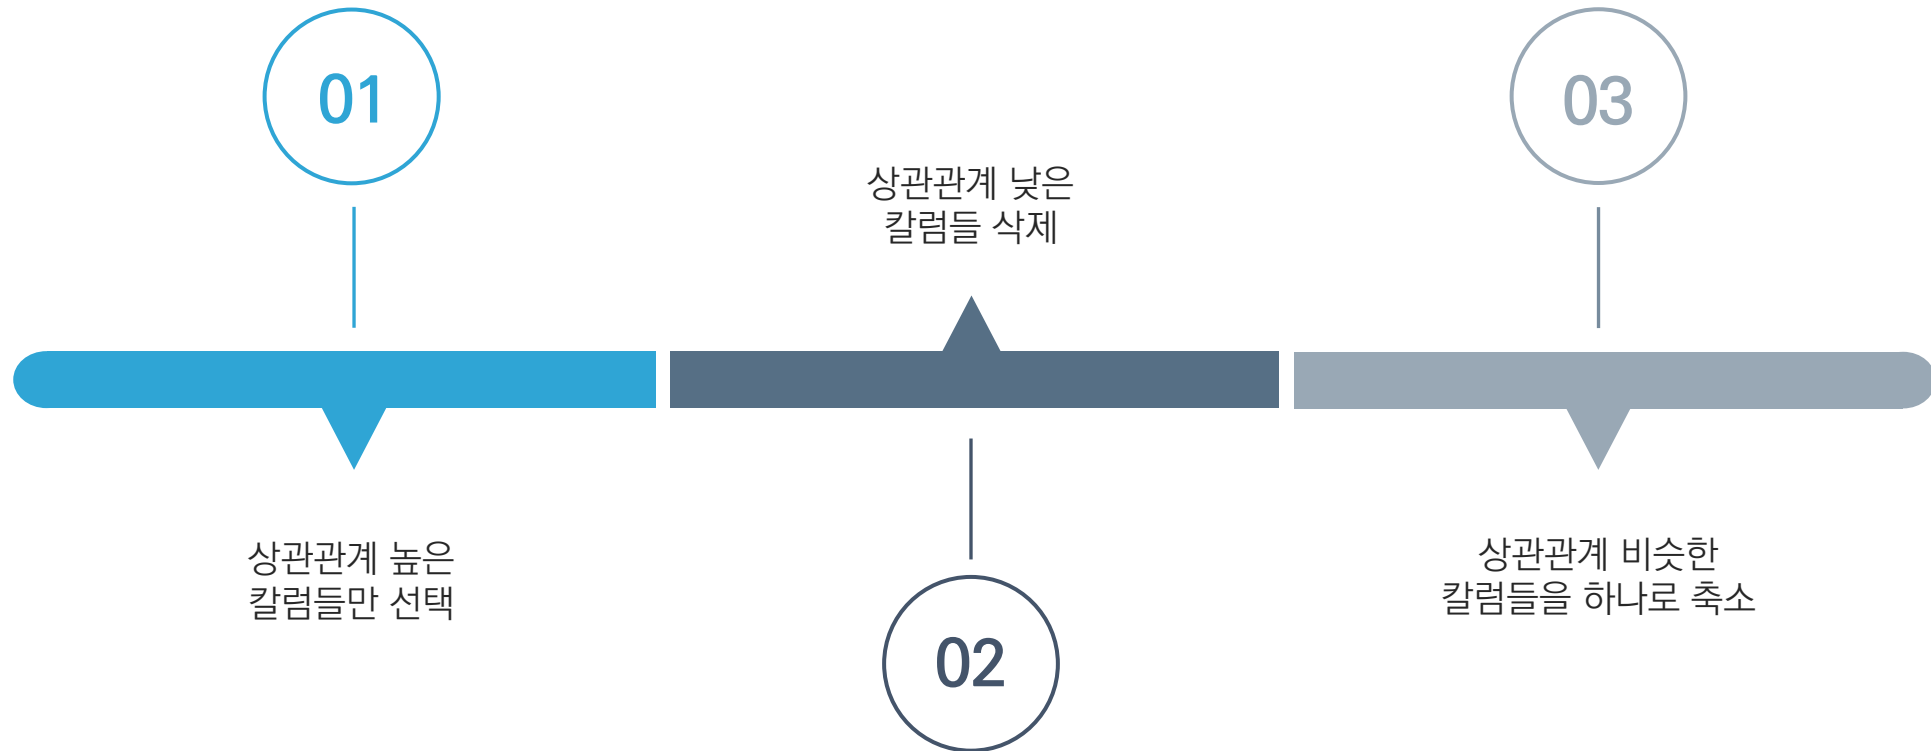 01
상관관계 높은
칼럼들만 선택
상관관계 낮은
칼럼들 삭제
02
03
상관관계 비슷한
칼럼들을 하나로 축소